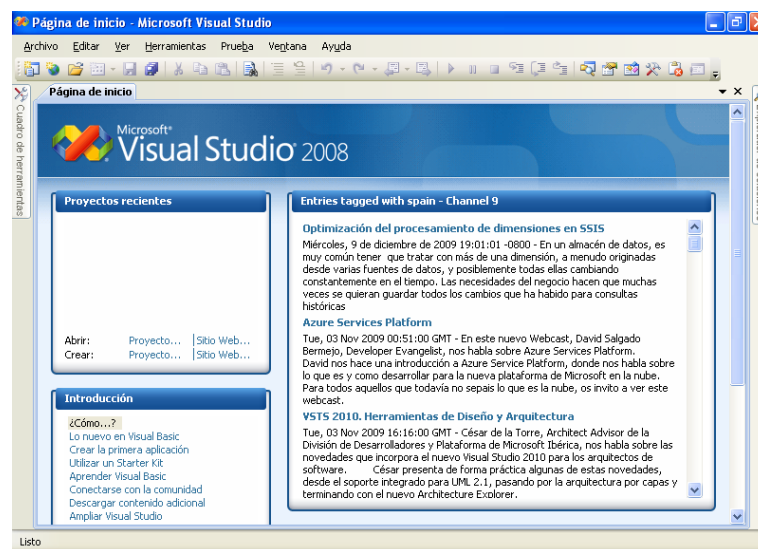 Página de inicio - Microsoft Visual Studio
Archivo Editar Ver Herramientas Prueba Ventana Ayuda
Página de inicio
Cuadro de herramientas
Microsoft
Visual Studio 2008
Proyectos recientes
Abrir: Proyecto... Sitio Web...
Crear: Proyecto... Sitio Web...
Introducción
¿Cómo...?
Lo nuevo en Visual Basic
Crear la primera aplicación
Utilizar un Starter Kit
Aprender Visual Basic
Conectarse con la comunidad
Descargar contenido adicional
Ampliar Visual Studio
Entries tagged with spain - Channel 9
Optimización del procesamiento de dimensiones en SSIS
Miércoles, 9 de diciembre de 2009 19:01:01 -0800 - En un almacén de datos, es
muy común tener que tratar con más de una dimensión, a menudo originadas
desde varias fuentes de datos, y posiblemente todas ellas cambiando
constantemente en el tiempo. Las necesidades del negocio hacen que muchas
veces se quieran guardar todos los cambios que ha habido para consultas
históricas
Azure Services Platform
Tue, 03 Nov 2009 00:51:00 GMT - En este nuevo Webcast, David Salgado
Bermejo, Developer Evangelist, nos habla sobre Azure Services Platform.
David nos hace una introducción a Azure Service Platform, donde nos habla sobre
lo que es y como desarrollar para la nueva plataforma de Microsoft en la nube.
Para todos aquellos que todavía no sepais lo que es la nube, os invito a ver este
webcast.
VSTS 2010. Herramientas de Diseño y Arquitectura
Tue, 03 Nov 2009 16:16:00 GMT - César de la Torre, Architect Advisor de la
División de Desarrolladores y Plataforma de Microsoft Ibérica, nos habla sobre las
novedades que incorpora el nuevo Visual Studio 2010 para los arquitectos de
software. César presenta de forma práctica algunas de estas novedades,
desde el soporte integrado para UML 2.1, pasando por la arquitectura por capas y
terminando con el nuevo Architecture Explorer.
Listo